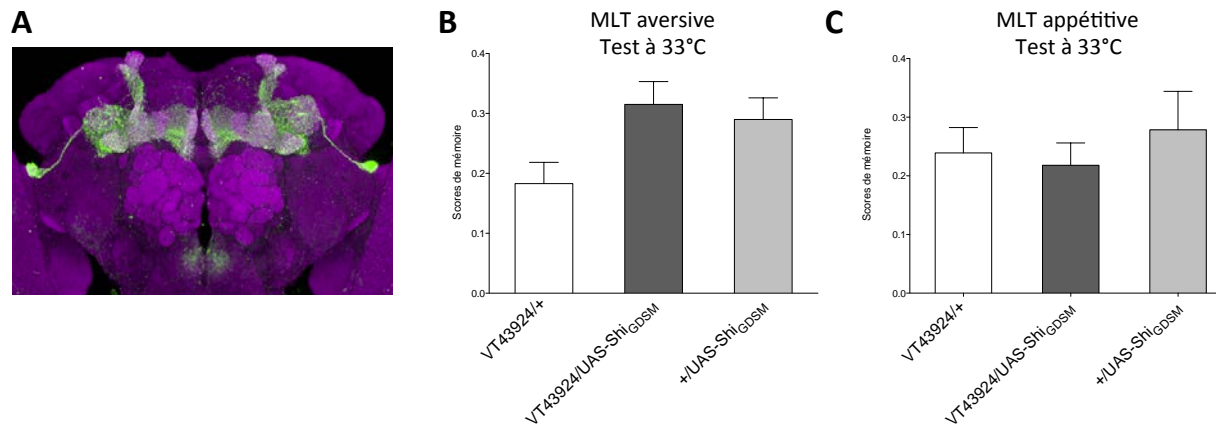 A
B
MLT aversive
Test à 33°C
Scores de mémoire
0.4
0.3
0.2
0.1
0.0
VT43924/+
VT43924/UAS-ShiGDSM
+/UAS-ShiGDSM
C
MLT appétitive
Test à 33°C
Scores de mémoire
0.4
0.3
0.2
0.1
0.0
VT43924/+
VT43924/UAS-ShiGDSM
+/UAS-ShiGDSM